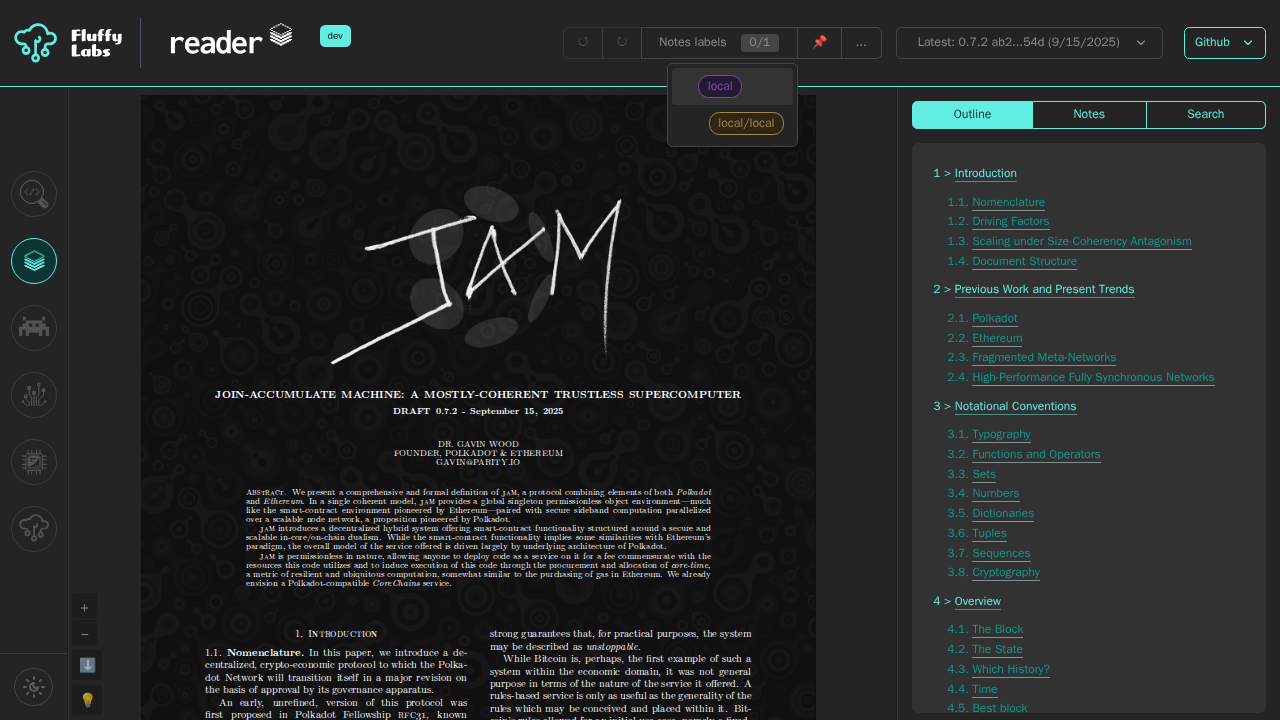 Fluffy
Labs
reader
dev
Notes labels 0/1
...
Latest: 0.7.2 ab2...54d (9/15/2025)
Github
local
local/local
Outline
Notes
Search
JAM
JOIN-ACCUMULATE MACHINE: A MOSTLY-COHERENT TRUSTLESS SUPERCOMPUTER
DRAFT 0.7.2 - September 15, 2025
DR. GAVIN WOOD
FOUNDER, POLKADOT & ETHEREUM
GAVIN@PARITY.IO
Abstract. We present a comprehensive and formal definition of JAM, a protocol combining elements of both Polkadot
and Ethereum. In a single coherent model, JAM provides a global singleton permissionless object environment—much
like the smart-contract environment pioneered by Ethereum—paired with secure sideband computation parallelized
over a scalable node network, a proposition pioneered by Polkadot.
JAM introduces a decentralized hybrid system offering smart-contract functionality structured around a secure and
scalable in-core/on-chain dualism. While the smart-contract functionality implies some similarities with Ethereum's
paradigm, the overall model of the service offered is driven largely by underlying architecture of Polkadot.
JAM is permissionless in nature, allowing anyone to deploy code as a service on it for a fee commensurate with the
resources this code utilizes and to induce execution of this code through the procurement and allocation of core-time,
a metric of resilient and ubiquitous computation, somewhat similar to the purchasing of gas in Ethereum. We already
envision a Polkadot-compatible CoreChains service.
1. Introduction
1.1. Nomenclature. In this paper, we introduce a de-
centralized, crypto-economic protocol to which the Polka-
dot Network will transition itself in a major revision on
the basis of approval by its governance apparatus.
An early, unrefined, version of this protocol was
first proposed in Polkadot Fellowship RFC31, known
strong guarantees that, for practical purposes, the system
may be described as unstoppable.
While Bitcoin is, perhaps, the first example of such a
system within the economic domain, it was not general
purpose in terms of the nature of the service it offered. A
rules-based service is only as useful as the generality of the
rules which may be conceived and placed within it. Bit-
1 > Introduction
1.1. Nomenclature
1.2. Driving Factors
1.3. Scaling under Size-Coherency Antagonism
1.4. Document Structure
2 > Previous Work and Present Trends
2.1. Polkadot
2.2. Ethereum
2.3. Fragmented Meta-Networks
2.4. High-Performance Fully Synchronous Networks
3 > Notational Conventions
3.1. Typography
3.2. Functions and Operators
3.3. Sets
3.4. Numbers
3.5. Dictionaries
3.6. Tuples
3.7. Sequences
3.8. Cryptography
4 > Overview
4.1. The Block
4.2. The State
4.3. Which History?
4.4. Time
4.5. Best block